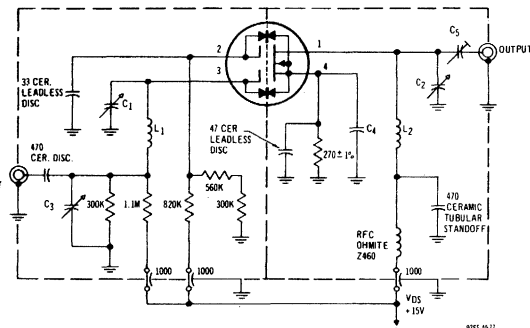 2
1
3
4
C5
OUTPUT
33 CER.
LEADLESS
DISC
C1
C2
L1
47 CER
LEADLESS
DISC
C4
L2
270 ± 1%
470
CER. DISC.
560K
C3
300K
1.1M
820K
300K
470
CERAMIC
TUBULAR
STANDOFF
RFC
OHMITE
Z460
1000
1000
1000
VDS
+ 15V